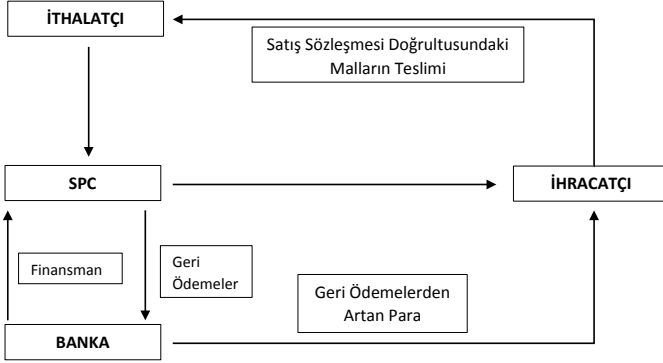 İTHALATÇI
Satış Sözleşmesi Doğrultusundaki
Malların Teslimi
SPC
İHRACATÇI
Finansman
Geri
Ödemeler
Geri Ödemelerden
Artan Para
BANKA